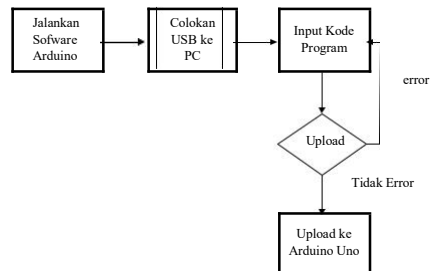 Jalankan
Sofware
Arduino
Colokan
USB ke
PC
Input Kode
Program
error
Upload
Tidak Error
Upload ke
Arduino Uno